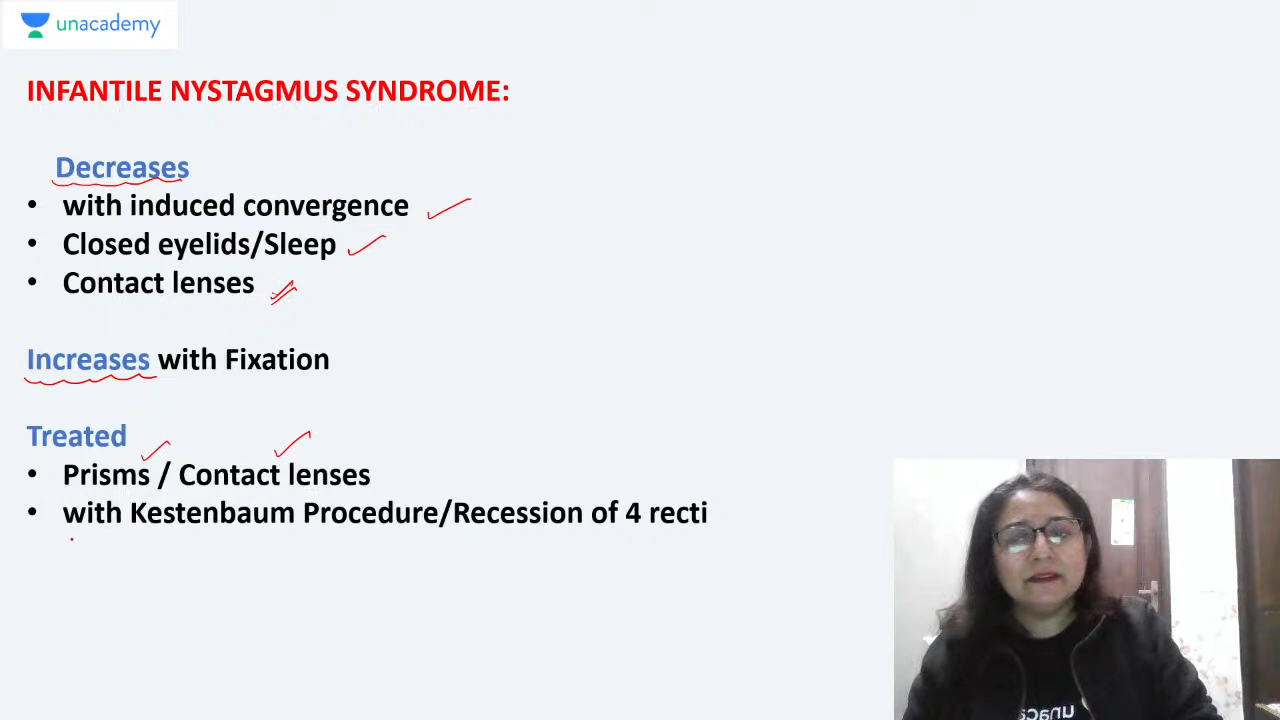 unacademy
INFANTILE NYSTAGMUS SYNDROME:
Decreases
• with induced convergence
• Closed eyelids/Sleep
• Contact lenses
Increases with Fixation
Treated
• Prisms / Contact lenses
• with Kestenbaum Procedure/Recession of 4 recti